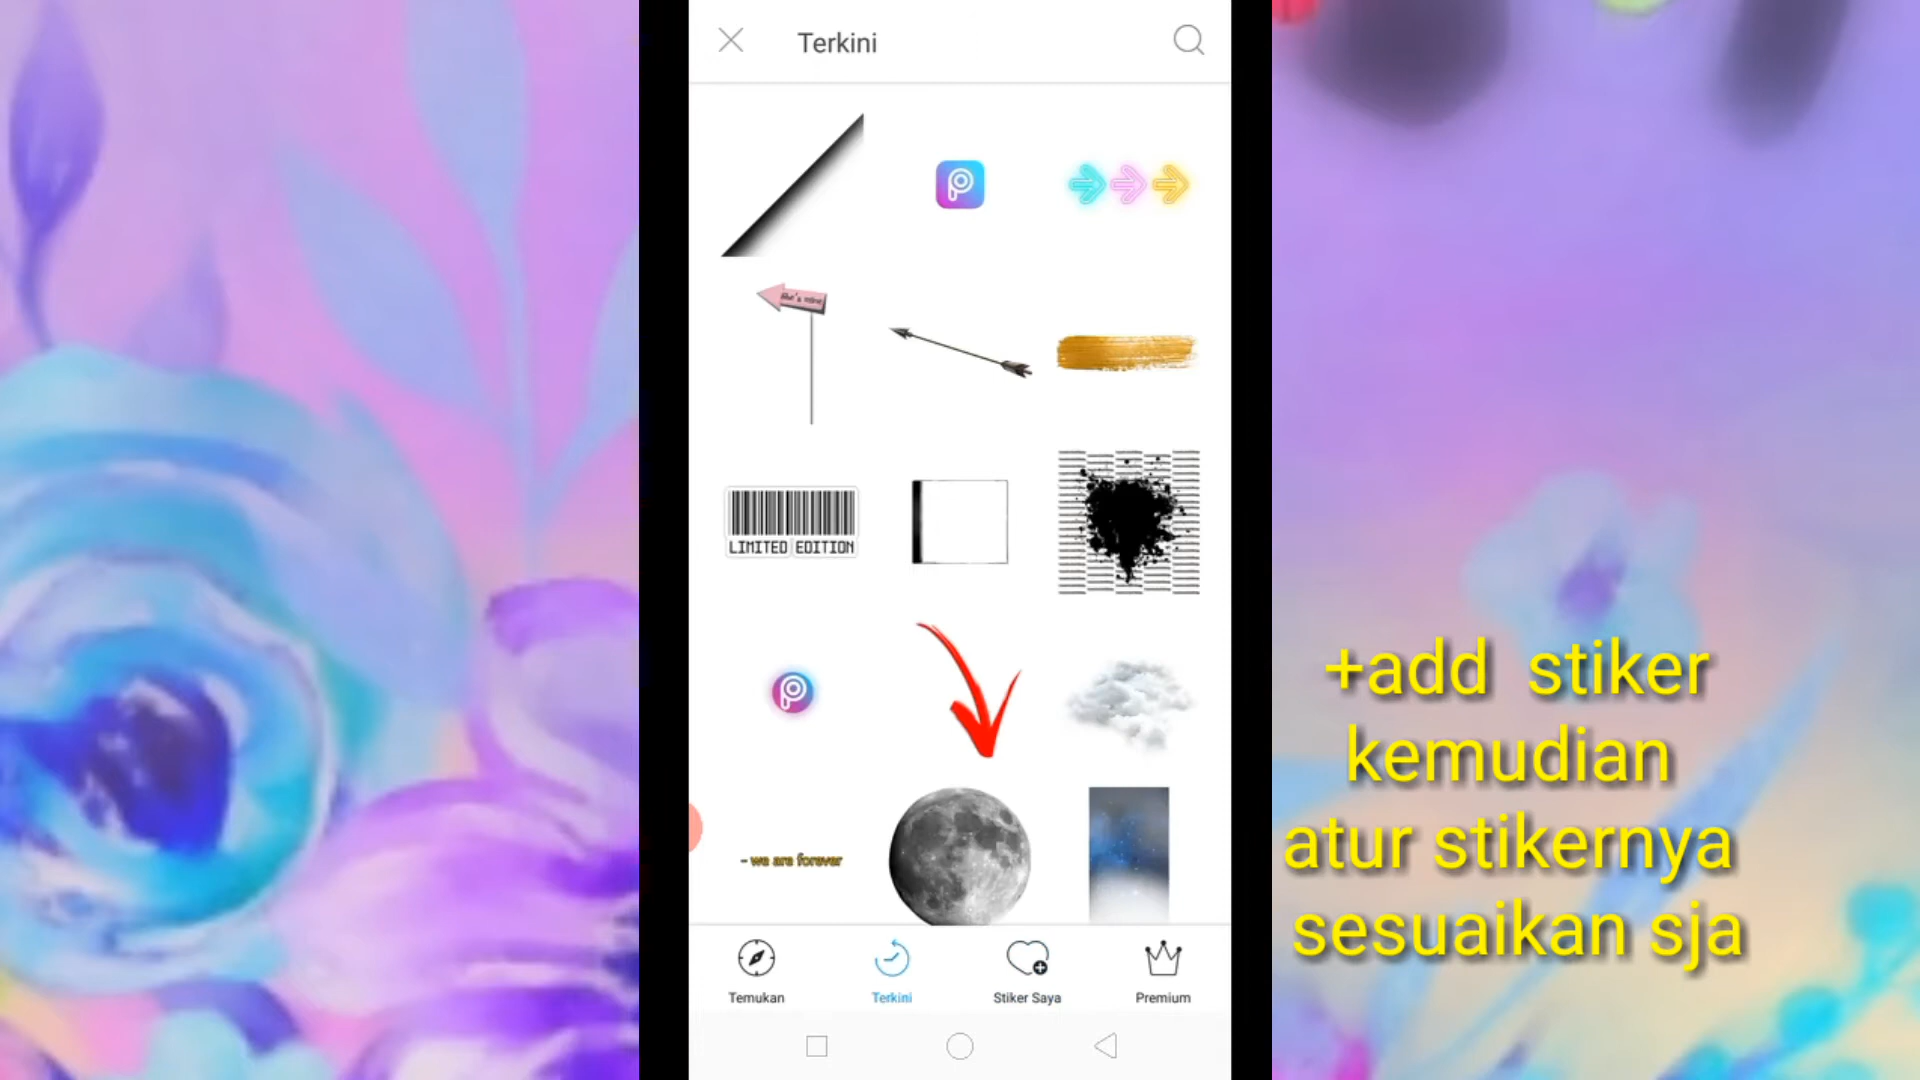 Terkini
LIMITED EDITION
- we are forever
Temukan
Terkini
Stiker Saya
Premium
+add stiker
kemudian
atur stikernya
sesuaikan sja